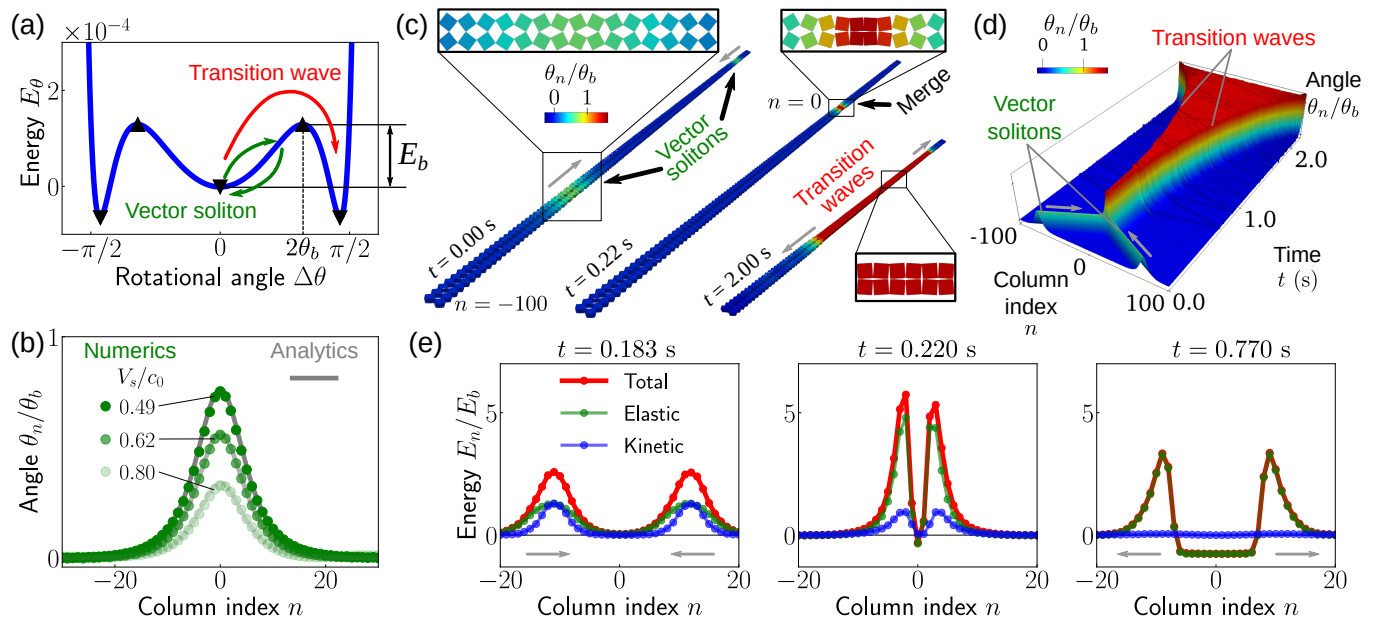 (a)
×10⁻⁴
Energy E_θ
2
0
Transition wave
E_b
Vector soliton
−π/2
0
2θ_b
π/2
Rotational angle Δθ
(b)
1
0
Angle θ_n/θ_b
Numerics
Analytics
V_s/c_0
0.49
0.62
0.80
−20
0
20
Column index n
(c)
θ_n/θ_b
0
1
Vector
solitons
t = 0.00 s
n = −100
θ_n/θ_b
0
1
n = 0
Merge
t = 0.22 s
Transition
waves
t = 2.00 s
(d)
θ_n/θ_b
0
1
Transition waves
Vector
solitons
Angle
θ_n/θ_b
2.0
1.0
0.0
Time
t (s)
-100
0
100
Column
index
n
(e)
t = 0.183 s
t = 0.220 s
t = 0.770 s
Energy E_n/E_b
Total
Elastic
Kinetic
5
0
−20
0
20
Column index n
5
0
−20
0
20
Column index n
5
0
−20
0
20
Column index n